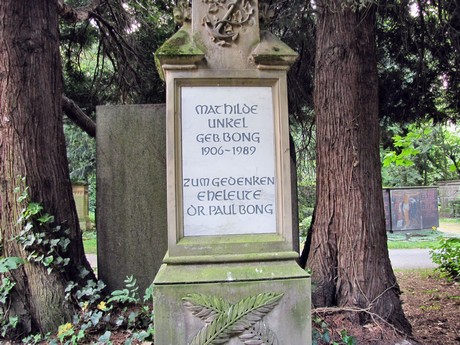 MATHILDE
UNKEL
GEB. BONG
1906–1989
ZUM GEDENKEN
EHELEUTE
DR. PAUL BONG